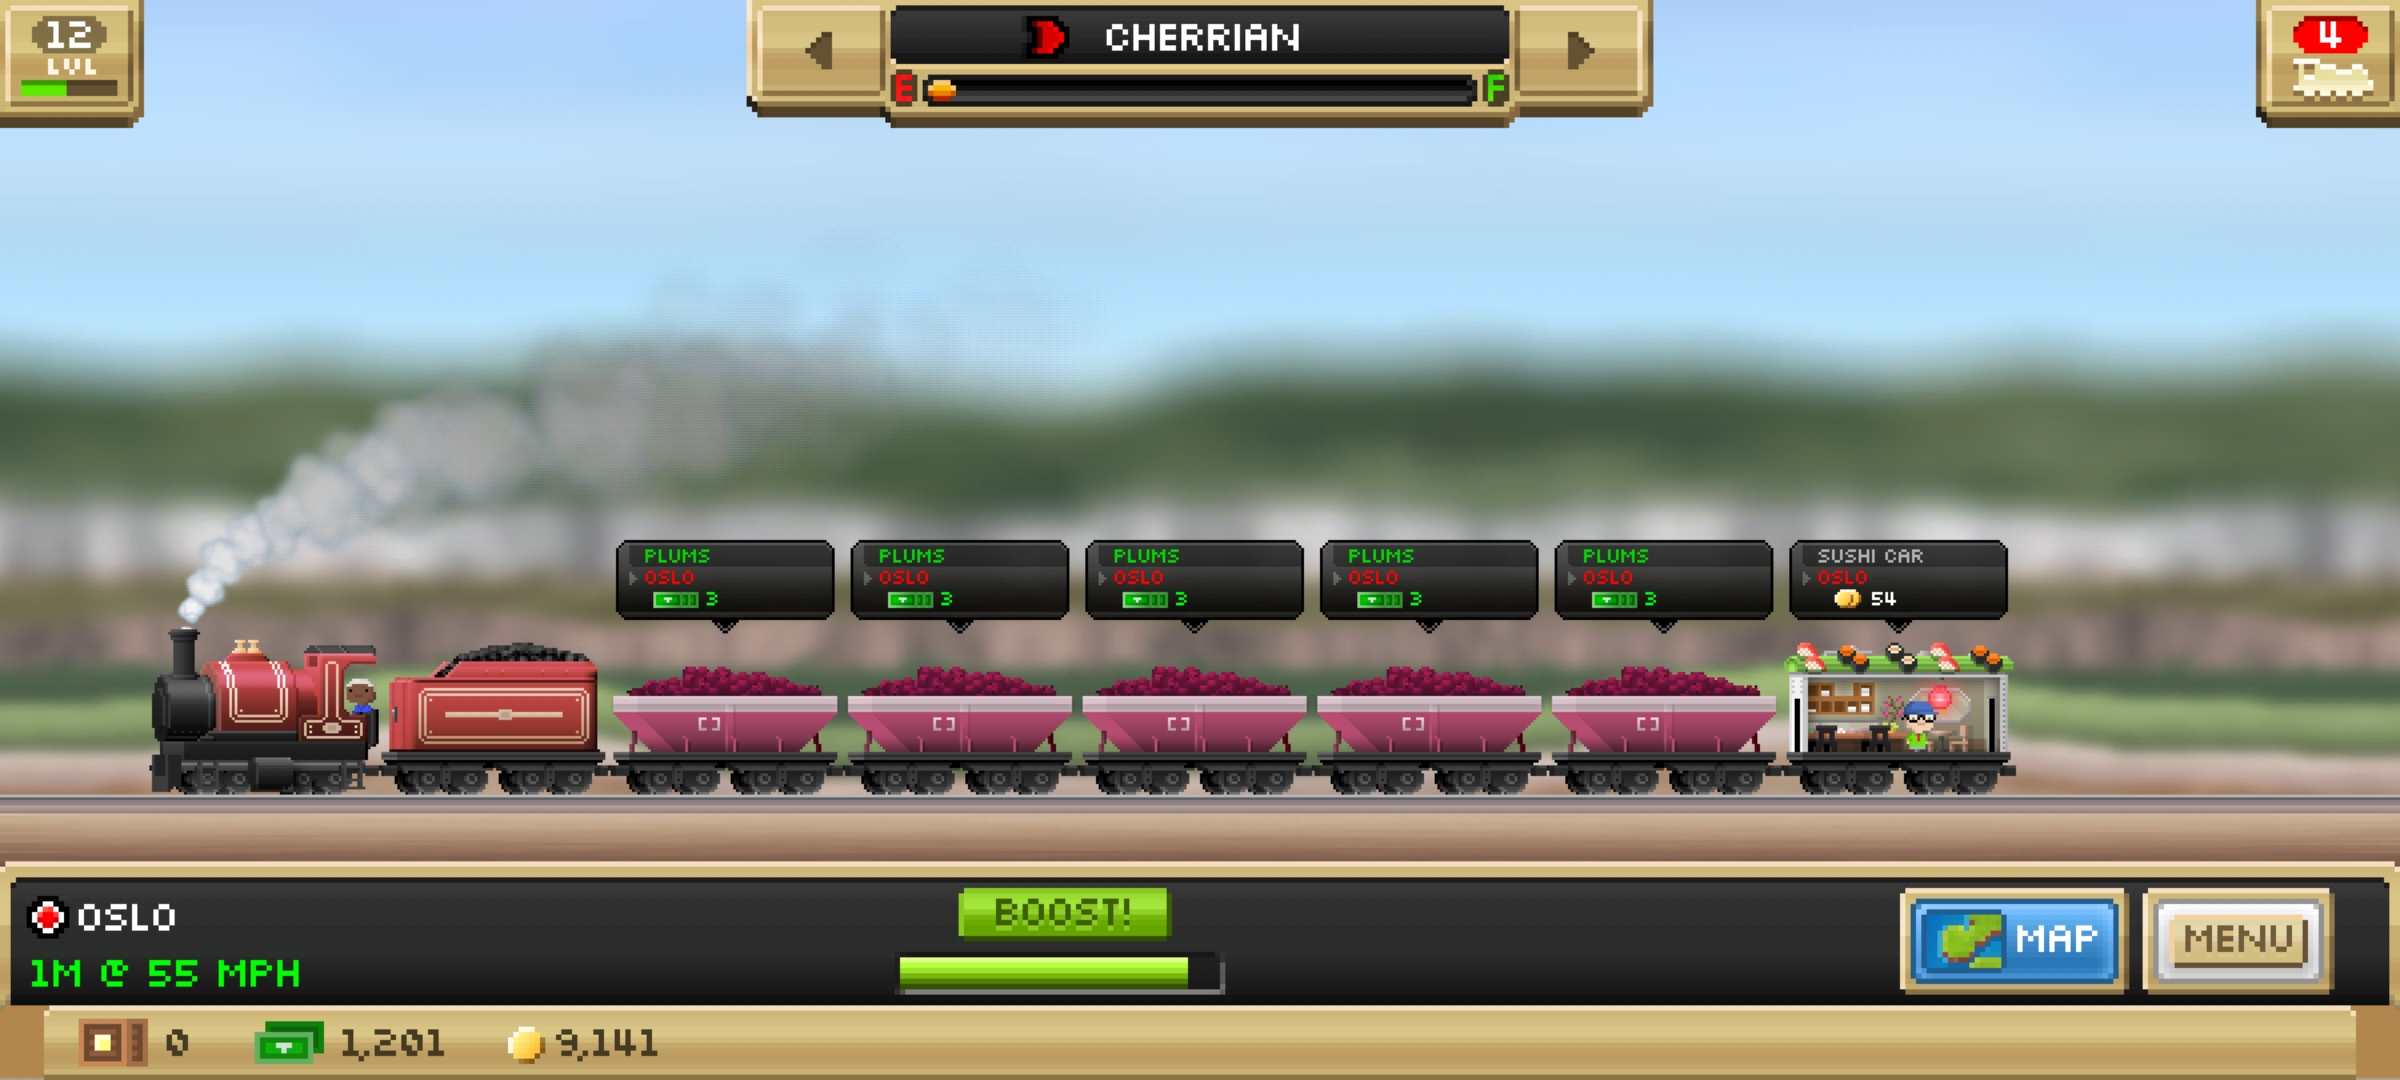 12
LVL
CHERRIAN
E F
4
PLUMS
OSLO
3
PLUMS
OSLO
3
PLUMS
OSLO
3
PLUMS
OSLO
3
PLUMS
OSLO
3
SUSHI CAR
OSLO
54
OSLO
1M @ 55 MPH
BOOST!
MAP
MENU
0
1,201
9,141